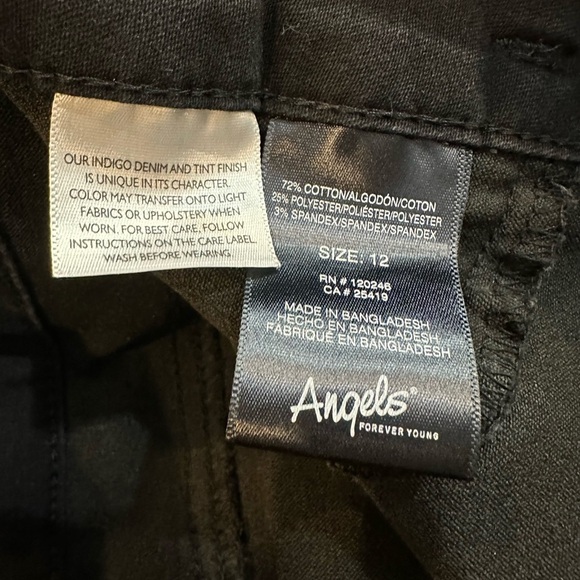 OUR INDIGO DENIM AND TINT FINISH
IS UNIQUE IN ITS CHARACTER.
COLOR MAY TRANSFER ONTO LIGHT
FABRICS OR UPHOLSTERY WHEN
WORN. FOR BEST CARE, FOLLOW
INSTRUCTIONS ON THE CARE LABEL.
WASH BEFORE WEARING.
72% COTTON/ALGODÓN/COTON
25% POLYESTER/POLIÉSTER/POLYESTER
3% SPANDEX/SPANDEX/SPANDEX
SIZE: 12
RN # 120246
CA # 25419
MADE IN BANGLADESH
HECHO EN BANGLADESH
FABRIQUÉ EN BANGLADESH
Angels®
FOREVER YOUNG